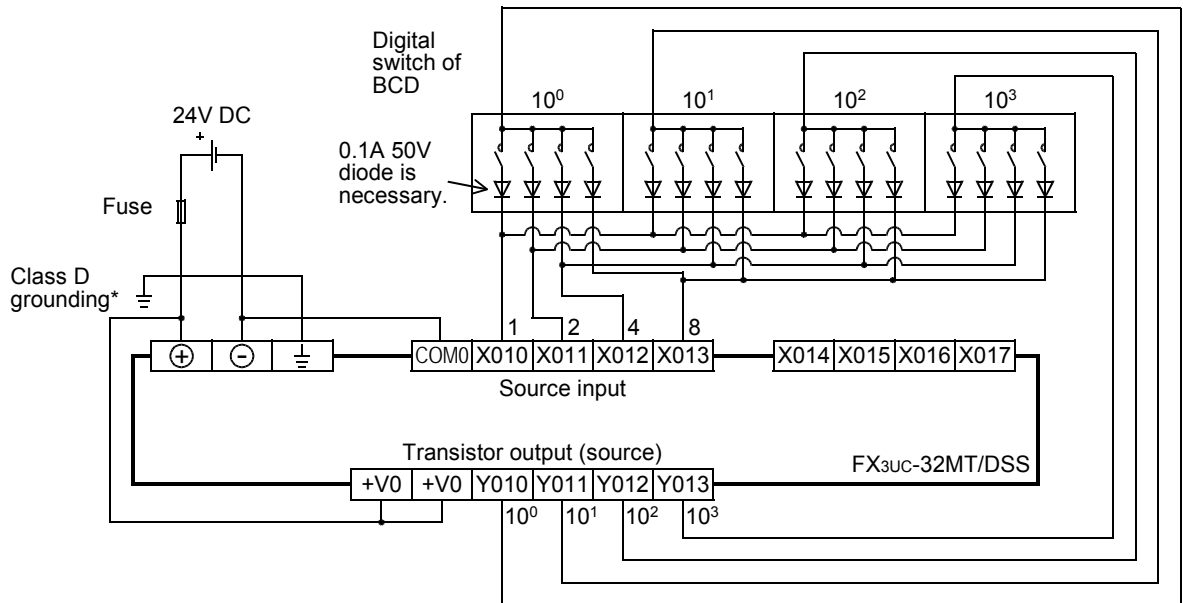 Digital
switch of
BCD
10⁰ 10¹ 10² 10³
24V DC
+
0.1A 50V
diode is
necessary.
Fuse
Class D
grounding*
1 2 4 8
+ - COM0 X010 X011 X012 X013 X014 X015 X016 X017
Source input
Transistor output (source)
FX3UC-32MT/DSS
+V0 +V0 Y010 Y011 Y012 Y013
10⁰ 10¹ 10² 10³